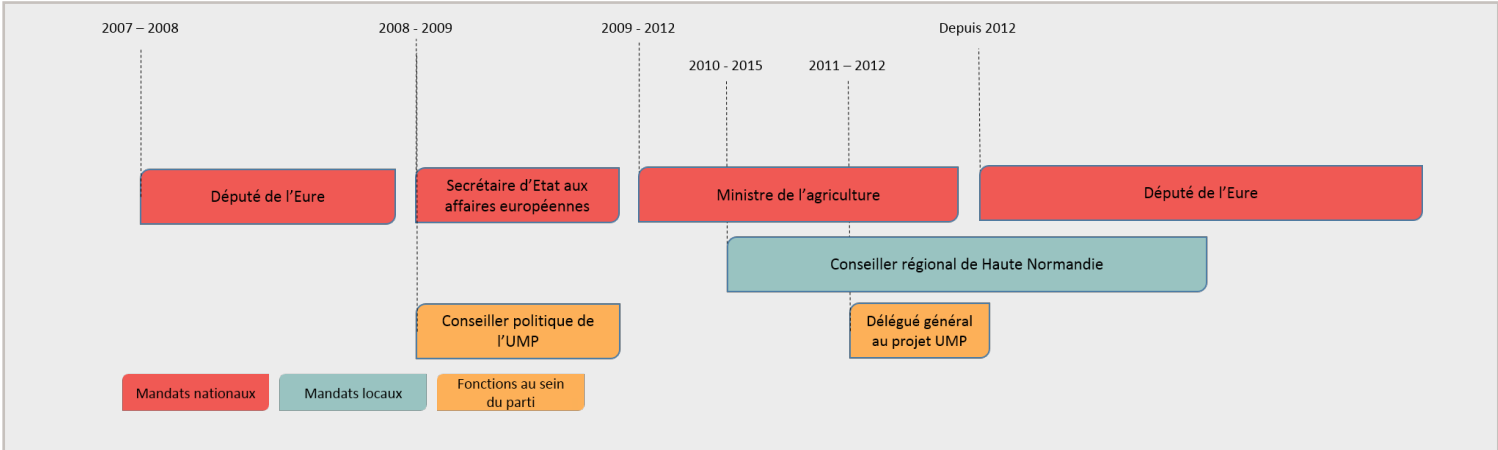 2007 – 2008
2008 - 2009
2009 - 2012
Depuis 2012
2010 - 2015
2011 – 2012
Député de l’Eure
Secrétaire d’Etat aux
affaires européennes
Ministre de l’agriculture
Député de l’Eure
Conseiller régional de Haute Normandie
Conseiller politique de
l’UMP
Délégué général
au projet UMP
Mandats nationaux
Mandats locaux
Fonctions au sein
du parti